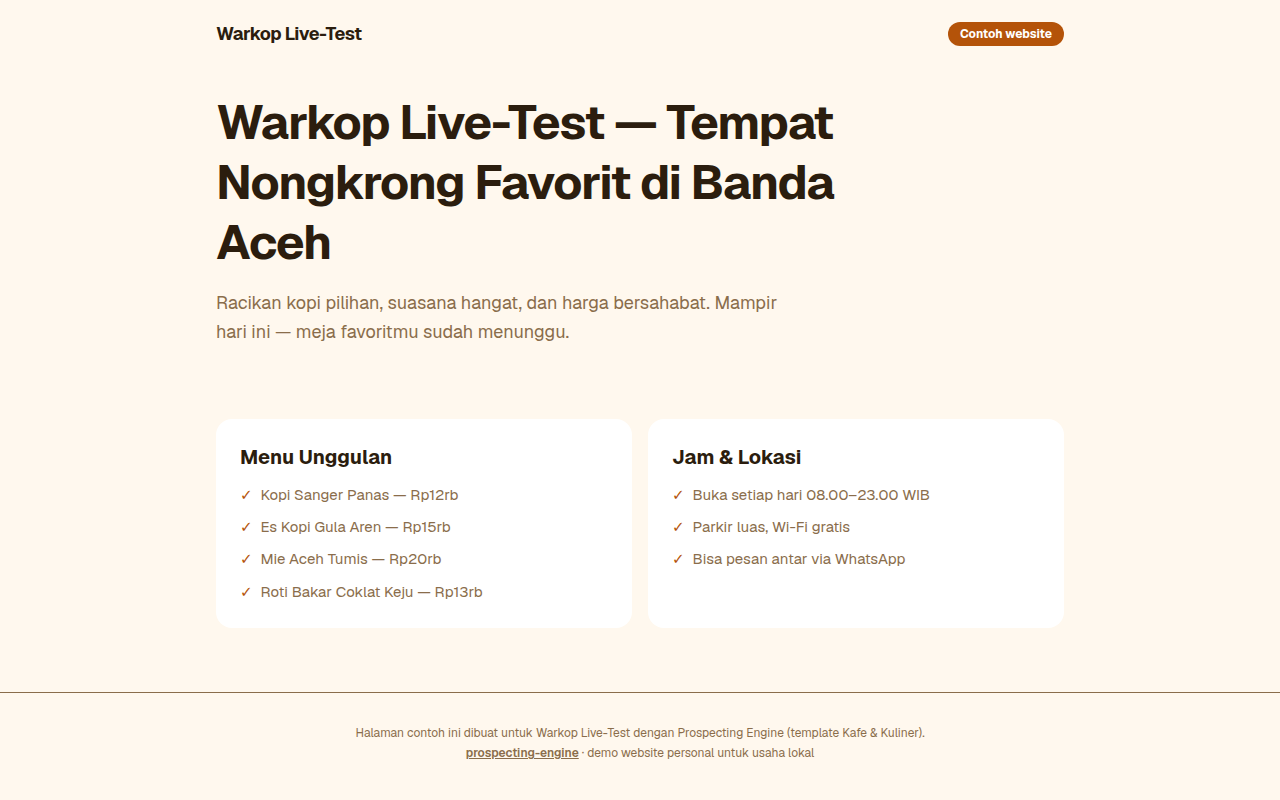 Warkop Live-Test
Contoh website
Warkop Live-Test — Tempat
Nongkrong Favorit di Banda
Aceh
Racikan kopi pilihan, suasana hangat, dan harga bersahabat. Mampir
hari ini — meja favoritmu sudah menunggu.
Menu Unggulan
✓ Kopi Sanger Panas — Rp12rb
✓ Es Kopi Gula Aren — Rp15rb
✓ Mie Aceh Tumis — Rp20rb
✓ Roti Bakar Coklat Keju — Rp13rb
Jam & Lokasi
✓ Buka setiap hari 08.00–23.00 WIB
✓ Parkir luas, Wi-Fi gratis
✓ Bisa pesan antar via WhatsApp
Halaman contoh ini dibuat untuk Warkop Live-Test dengan Prospecting Engine (template Kafe & Kuliner).
prospecting-engine · demo website personal untuk usaha lokal